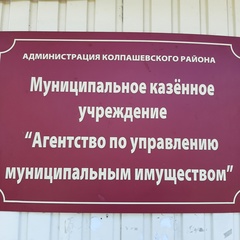 АДМИНИСТРАЦИЯ КОЛПАШЕВСКОГО РАЙОНА
Муниципальное казённое
учреждение
“Агентство по управлению
муниципальным имуществом”